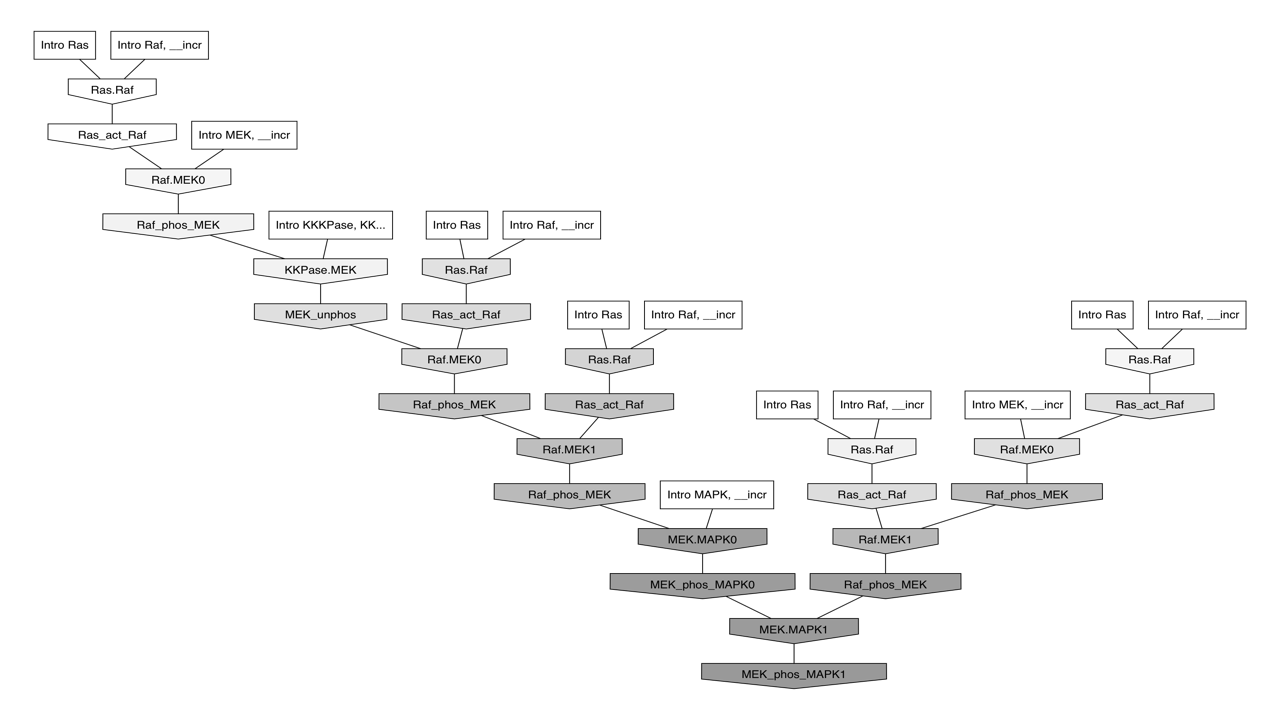 Intro Ras
Intro Raf, __incr
Ras.Raf
Ras_act_Raf
Intro MEK, __incr
Raf.MEK0
Raf_phos_MEK
Intro KKKPase, KK...
Intro Ras
Intro Raf, __incr
KKPase.MEK
Ras.Raf
MEK_unphos
Ras_act_Raf
Intro Ras
Intro Raf, __incr
Intro Ras
Intro Raf, __incr
Raf.MEK0
Ras.Raf
Ras.Raf
Raf_phos_MEK
Ras_act_Raf
Intro Ras
Intro Raf, __incr
Intro MEK, __incr
Ras_act_Raf
Raf.MEK1
Ras.Raf
Raf.MEK0
Raf_phos_MEK
Intro MAPK, __incr
Ras_act_Raf
Raf_phos_MEK
MEK.MAPK0
Raf.MEK1
MEK_phos_MAPK0
Raf_phos_MEK
MEK.MAPK1
MEK_phos_MAPK1